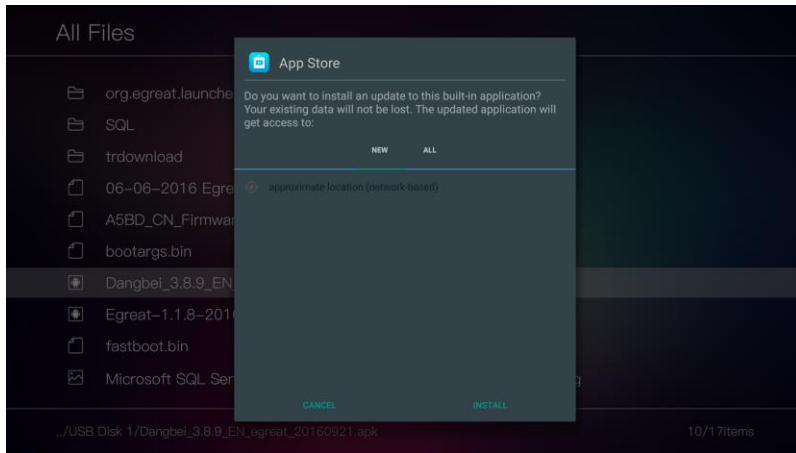 All Files
App Store
Do you want to install an update to this built-in application?
Your existing data will not be lost. The updated application will
get access to:
NEW ALL
approximate location (network-based)
CANCEL INSTALL
org.egreat.launche
SQL
trdownload
06-06-2016 Egre
A5BD_CN_Firmwar
bootargs.bin
Dangbei_3.8.9_EN_
Egreat-1.1.8-201
fastboot.bin
Microsoft SQL Ser
g
../USB Disk 1/Dangbei_3.8.9_EN_egreat_20160921.apk
10/17items